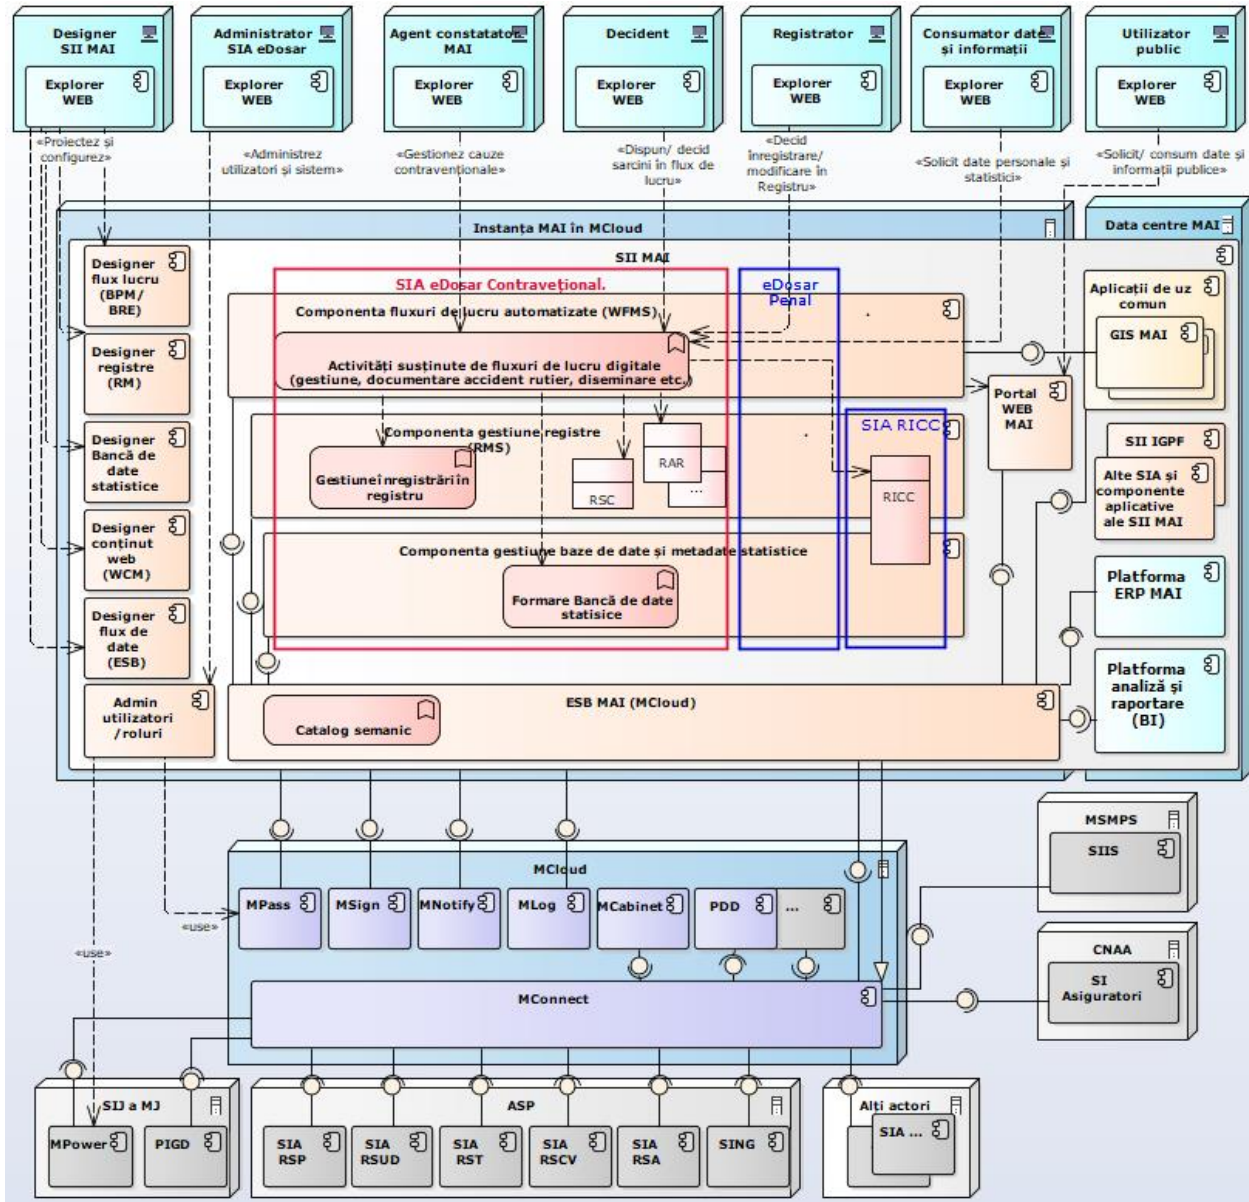 Designer
SII MAI
Explorer
WEB
Administrator
SIA eDosar
Explorer
WEB
Agent constatator
MAI
Explorer
WEB
Decident
Explorer
WEB
Registrator
Explorer
WEB
Consumator date
și informații
Explorer
WEB
Utilizator
public
Explorer
WEB
«Proiectez și
configurez»
«Administrez
utilizatori și sistem»
«Gestionez cauze
contravenționale»
«Dispun/ decid
sarcini în flux de
lucru»
«Decid
înregistrare/
modificare în
Registru»
«Solicit date personale și
statistici»
«Solicit/ consum date și
informații publice»
Instanța MAI în MCloud
Data centre MAI
SII MAI
Designer
flux lucru
(BPM/
BRE)
Designer
registre
(RM)
Designer
Bancă de
date
statistice
Designer
conținut
web
(WCM)
Designer
flux de
date
(ESB)
Admin
utilizatori
/roluri
SIA eDosar Contravețional.
eDosar
Penal
Componenta fluxuri de lucru automatizate (WFMS)
Activități susținute de fluxuri de lucru digitale
(gestiune, documentare accident rutier, diseminare etc.)
Componenta gestiune registre
(RMS)
Gestiune înregistrări în
registru
RSC
RAR
...
SIA RICC
RICC
Componenta gestiune baze de date și metadate statistice
Formare Bancă de date
statisice
Portal
WEB
MAI
Aplicații de uz
comun
GIS MAI
SII IGPF
Alte SIA și
componente
aplicative
ale SII MAI
Platforma
ERP MAI
Platforma
analiză și
raportare
(BI)
ESB MAI (MCloud)
Catalog semanic
MCloud
MPass
MSign
MNotify
MLog
MCabinet
PDD
...
«use»
«use»
MConnect
MSMPS
SIIS
CNAA
SI
Asiguratori
SIJ a MJ
MPower
PIGD
ASP
SIA
RSP
SIA
RSUD
SIA
RST
SIA
RSCV
SIA
RSA
SING
Alți actori
SIA ...